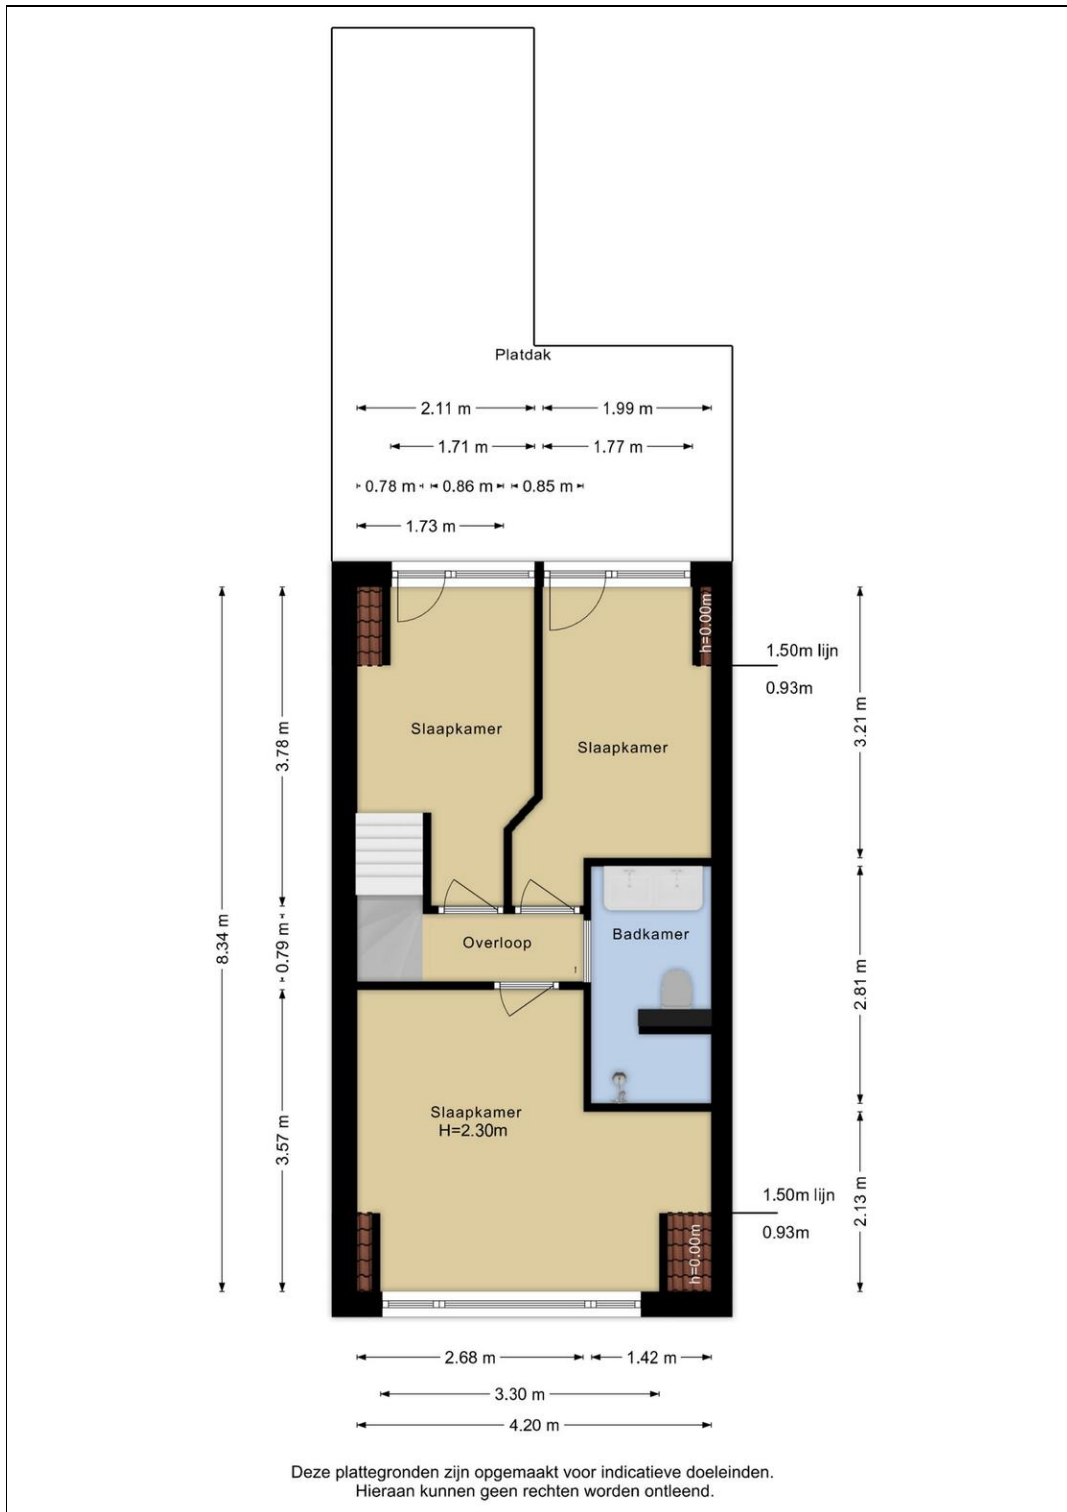 Platdak
2.11 m 1.99 m
1.71 m 1.77 m
0.78 m 0.86 m 0.85 m
1.73 m
h=0.00m
1.50m lijn
0.93m
3.21 m
3.78 m
Slaapkamer
Slaapkamer
8.34 m
0.79 m
Overloop
Badkamer
2.81 m
3.57 m
Slaapkamer
H=2.30m
1.50m lijn
0.93m
2.13 m
h=0.00m
2.68 m 1.42 m
3.30 m
4.20 m
Deze plattegronden zijn opgemaakt voor indicatieve doeleinden.
Hieraan kunnen geen rechten worden ontleend.